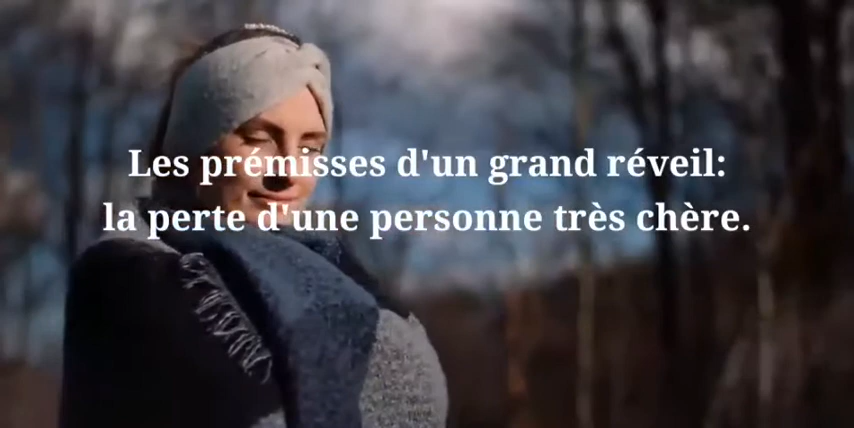 Les prémisses d'un grand réveil:
la perte d'une personne très chère.